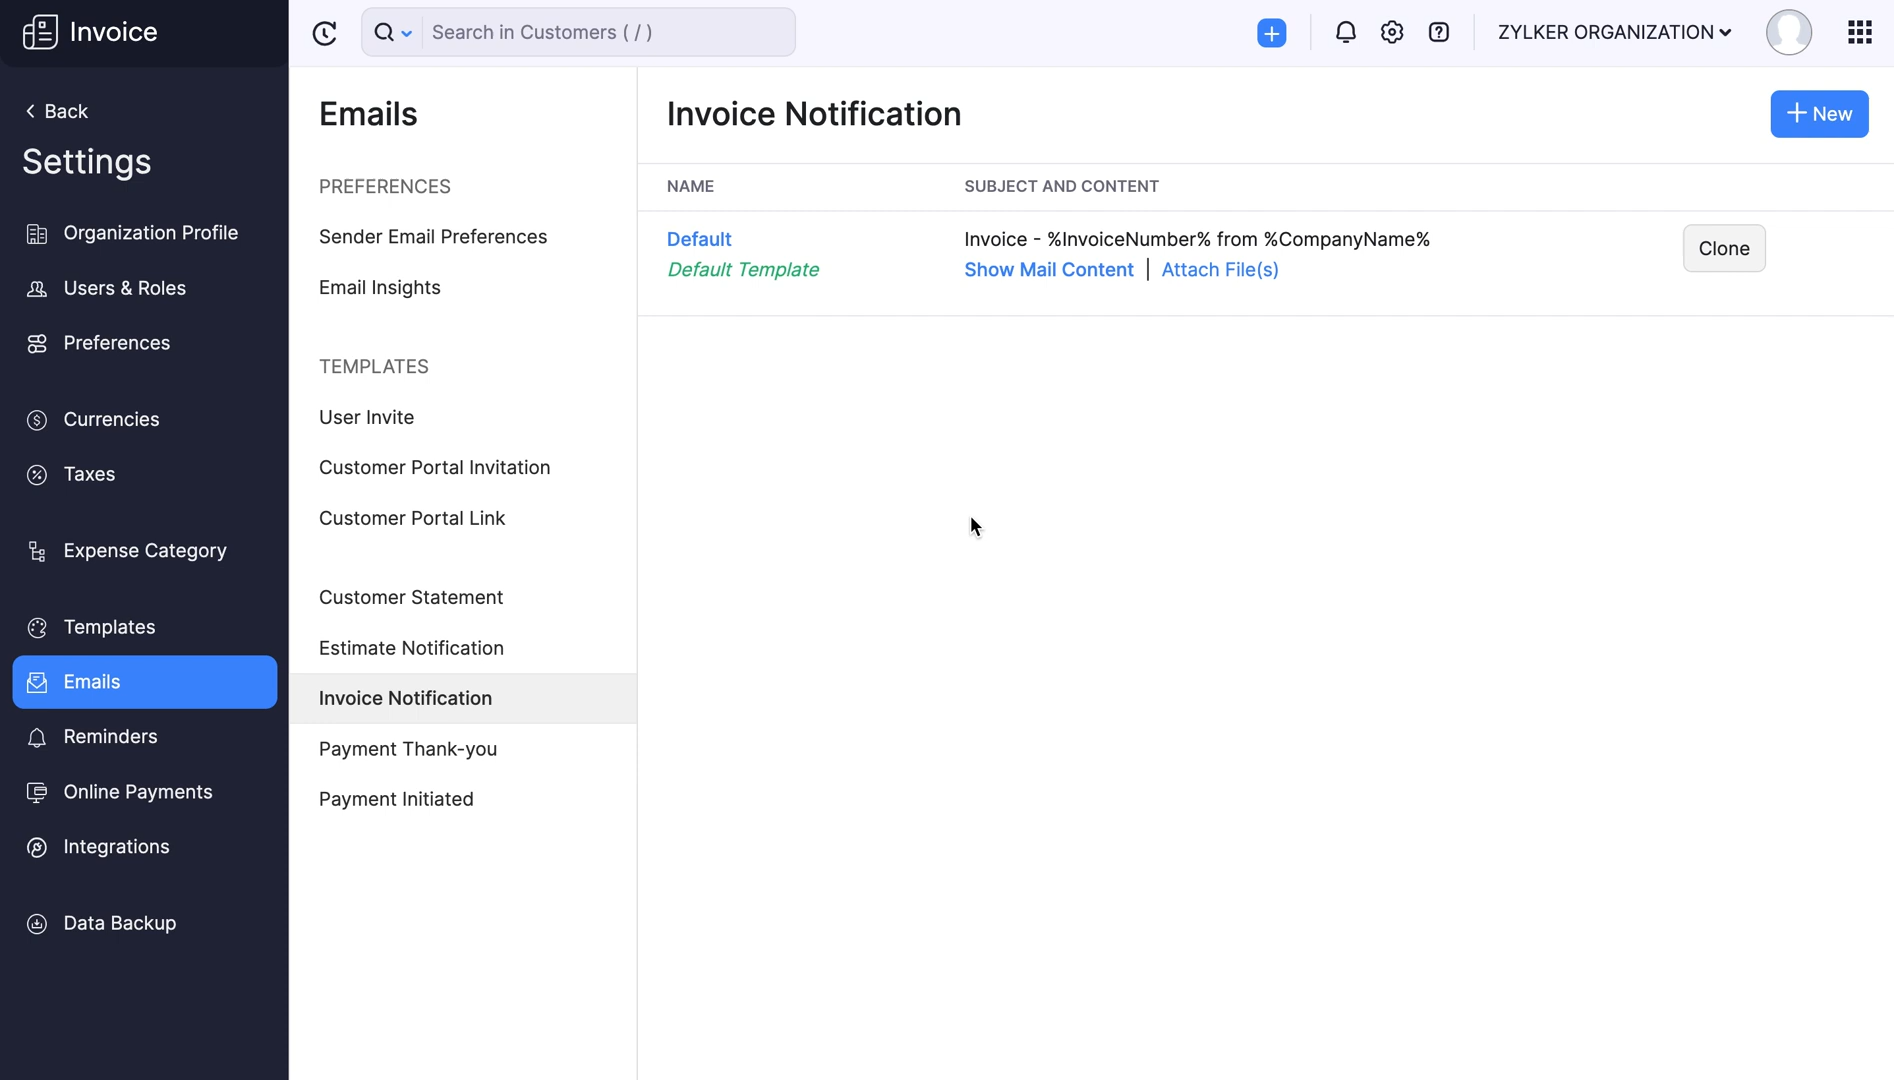 Invoice
Search in Customers ( / )
ZYLKER ORGANIZATION
Back
Settings
Organization Profile
Users & Roles
Preferences
Currencies
Taxes
Expense Category
Templates
Emails
Reminders
Online Payments
Integrations
Data Backup
Emails
PREFERENCES
Sender Email Preferences
Email Insights
TEMPLATES
User Invite
Customer Portal Invitation
Customer Portal Link
Customer Statement
Estimate Notification
Invoice Notification
Payment Thank-you
Payment Initiated
Invoice Notification
+ New
NAME SUBJECT AND CONTENT
Default Invoice - %InvoiceNumber% from %CompanyName%
Default Template Show Mail Content | Attach File(s)
Clone